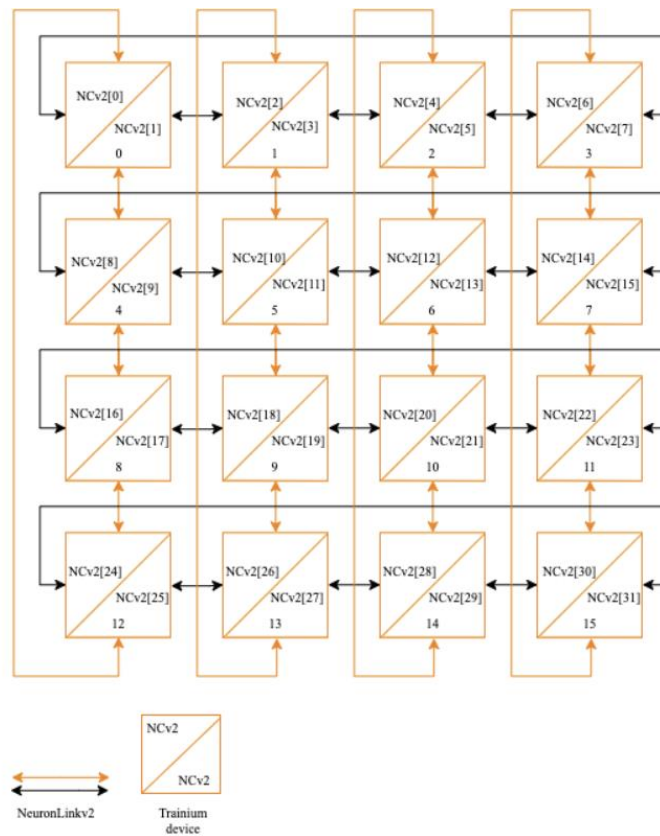 NCv2[0]
NCv2[1]
0
NCv2[2]
NCv2[3]
1
NCv2[4]
NCv2[5]
2
NCv2[6]
NCv2[7]
3
NCv2[8]
NCv2[9]
4
NCv2[10]
NCv2[11]
5
NCv2[12]
NCv2[13]
6
NCv2[14]
NCv2[15]
7
NCv2[16]
NCv2[17]
8
NCv2[18]
NCv2[19]
9
NCv2[20]
NCv2[21]
10
NCv2[22]
NCv2[23]
11
NCv2[24]
NCv2[25]
12
NCv2[26]
NCv2[27]
13
NCv2[28]
NCv2[29]
14
NCv2[30]
NCv2[31]
15
NeuronLinkv2
NCv2
NCv2
Trainium
device